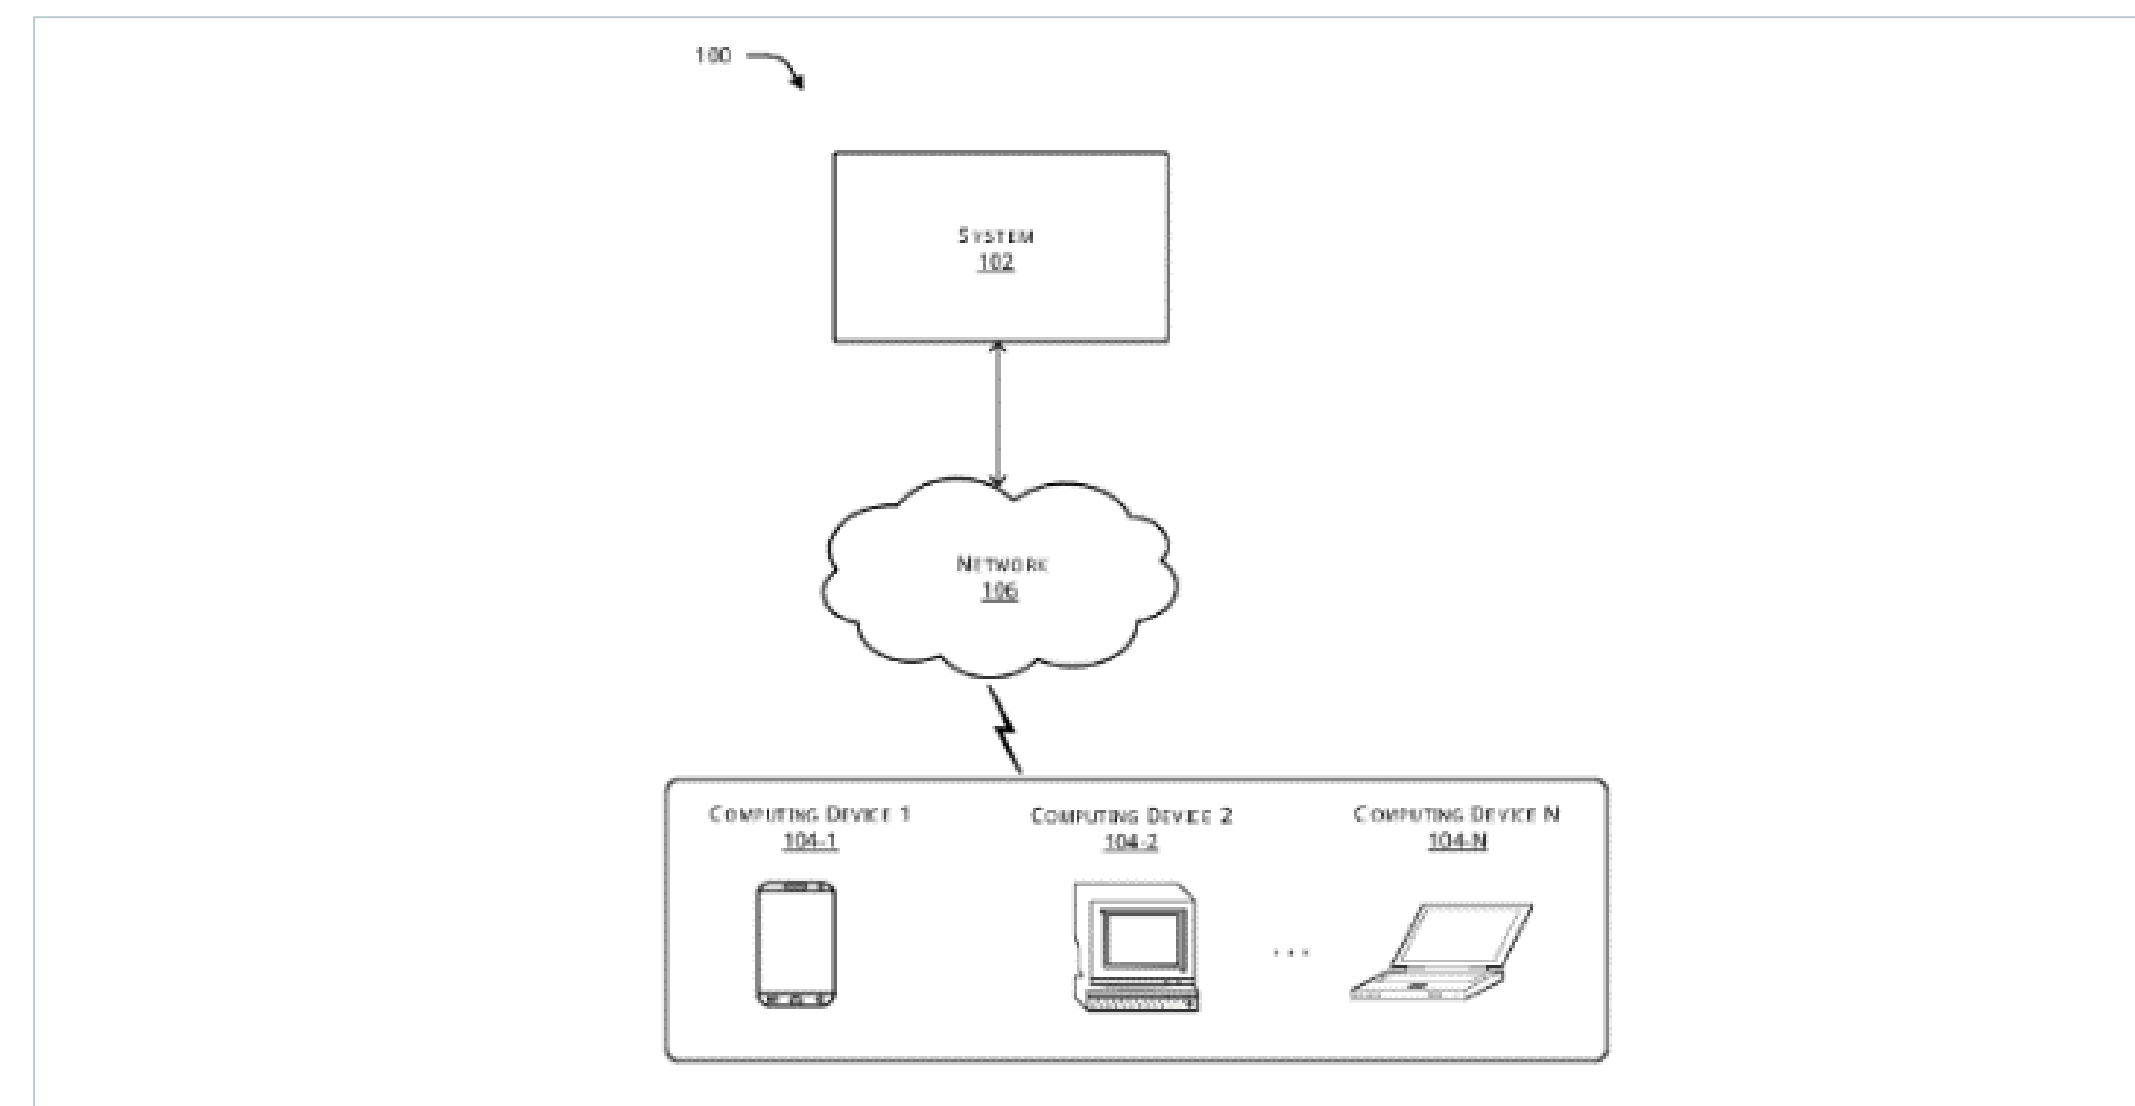 100
SYSTEM
102
NETWORK
106
COMPUTING DEVICE 1
104-1
COMPUTING DEVICE 2
104-2
COMPUTING DEVICE N
104-N
...